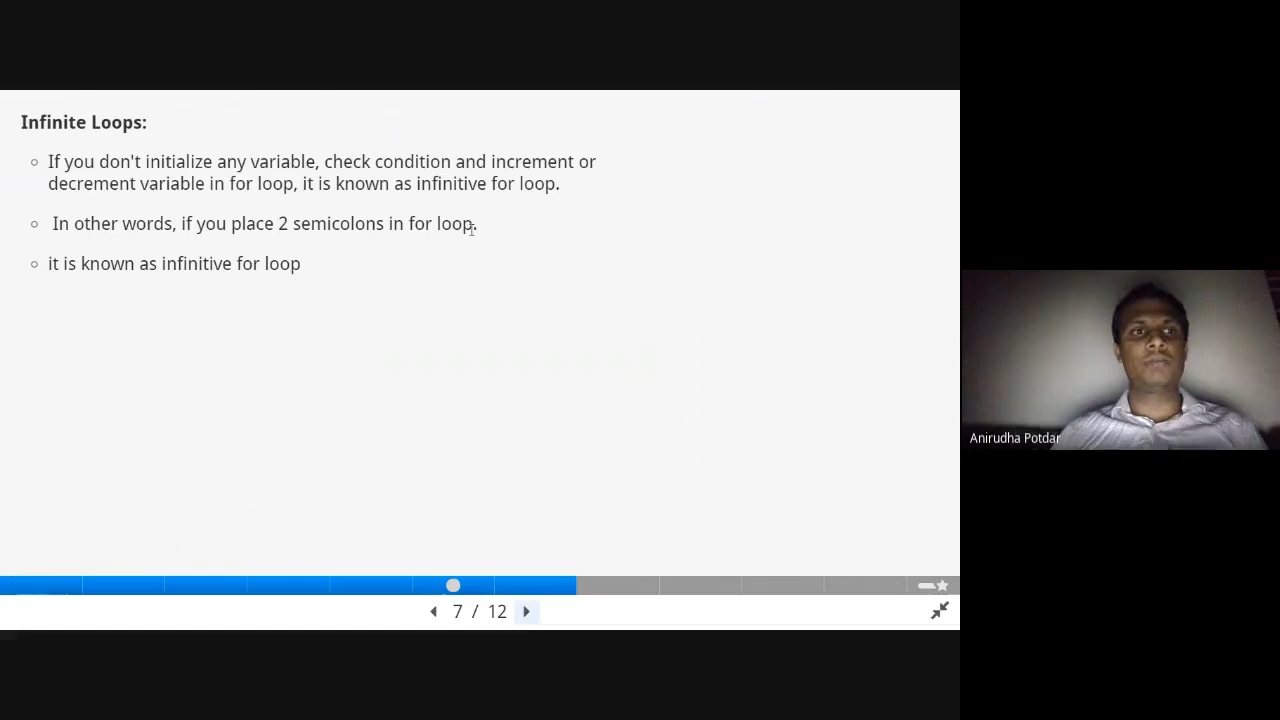 Infinite Loops:
If you don't initialize any variable, check condition and increment or
decrement variable in for loop, it is known as infinitive for loop.
In other words, if you place 2 semicolons in for loop.
it is known as infinitive for loop
Anirudha Potdar
7 / 12